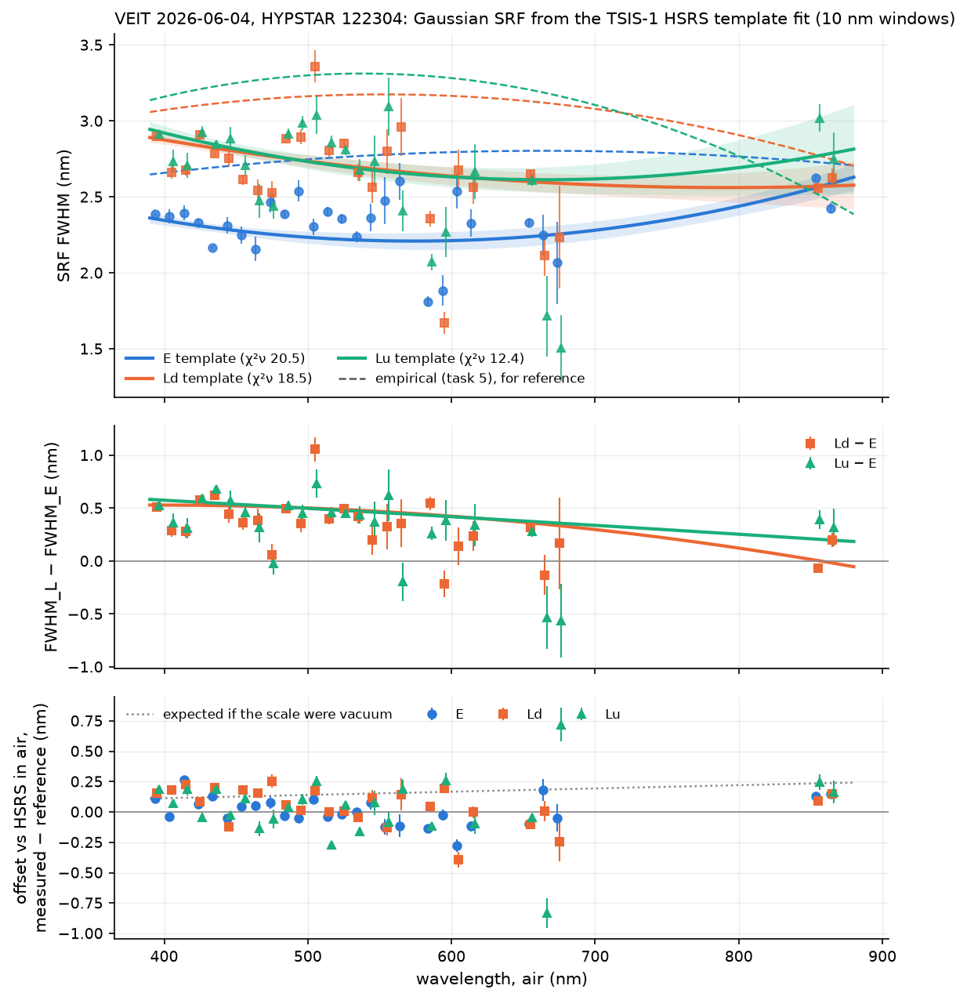 VEIT 2026-06-04, HYPSTAR 122304: Gaussian SRF from the TSIS-1 HSRS template fit (10 nm windows)
SRF FWHM (nm)
3.5
3.0
2.5
2.0
1.5
E template (χ²ν 20.5)
Ld template (χ²ν 18.5)
Lu template (χ²ν 12.4)
empirical (task 5), for reference
FWHM_L − FWHM_E (nm)
1.0
0.5
0.0
−0.5
−1.0
Ld − E
Lu − E
offset vs HSRS in air,
measured − reference (nm)
0.75
0.50
0.25
0.00
−0.25
−0.50
−0.75
−1.00
expected if the scale were vacuum
E
Ld
Lu
400 500 600 700 800 900
wavelength, air (nm)